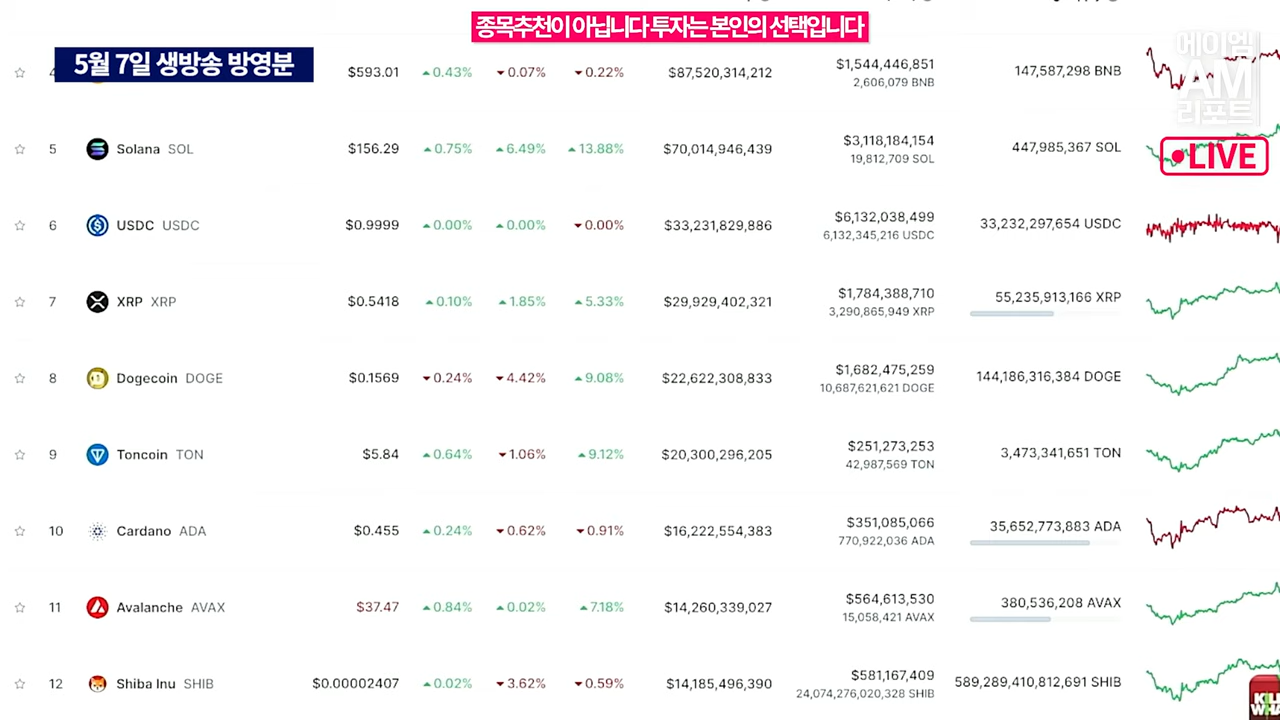 종목추천이 아닙니다 투자는 본인의 선택입니다
5월 7일 생방송 방영분
에이엠
AM
리포트
LIVE
4 $593.01 0.43% 0.07% 0.22% $87,520,314,212 $1,544,446,851 147,587,298 BNB
2,606,079 BNB
5 Solana SOL $156.29 0.75% 6.49% 13.88% $70,014,946,439 $3,118,184,154 447,985,367 SOL
19,812,709 SOL
6 USDC USDC $0.9999 0.00% 0.00% 0.00% $33,231,829,886 $6,132,038,499 33,232,297,654 USDC
6,132,345,216 USDC
7 XRP XRP $0.5418 0.10% 1.85% 5.33% $29,929,402,321 $1,784,388,710 55,235,913,166 XRP
3,290,865,949 XRP
8 Dogecoin DOGE $0.1569 0.24% 4.42% 9.08% $22,622,308,833 $1,682,475,259 144,186,316,384 DOGE
10,687,621,621 DOGE
9 Toncoin TON $5.84 0.64% 1.06% 9.12% $20,300,296,205 $251,273,253 3,473,341,651 TON
42,987,569 TON
10 Cardano ADA $0.455 0.24% 0.62% 0.91% $16,222,554,383 $351,085,066 35,652,773,883 ADA
770,922,036 ADA
11 Avalanche AVAX $37.47 0.84% 0.02% 7.18% $14,260,339,027 $564,613,530 380,536,208 AVAX
15,058,421 AVAX
12 Shiba Inu SHIB $0.00002407 0.02% 3.62% 0.59% $14,185,496,390 $581,167,409 589,289,410,812,691 SHIB
24,074,276,020,328 SHIB